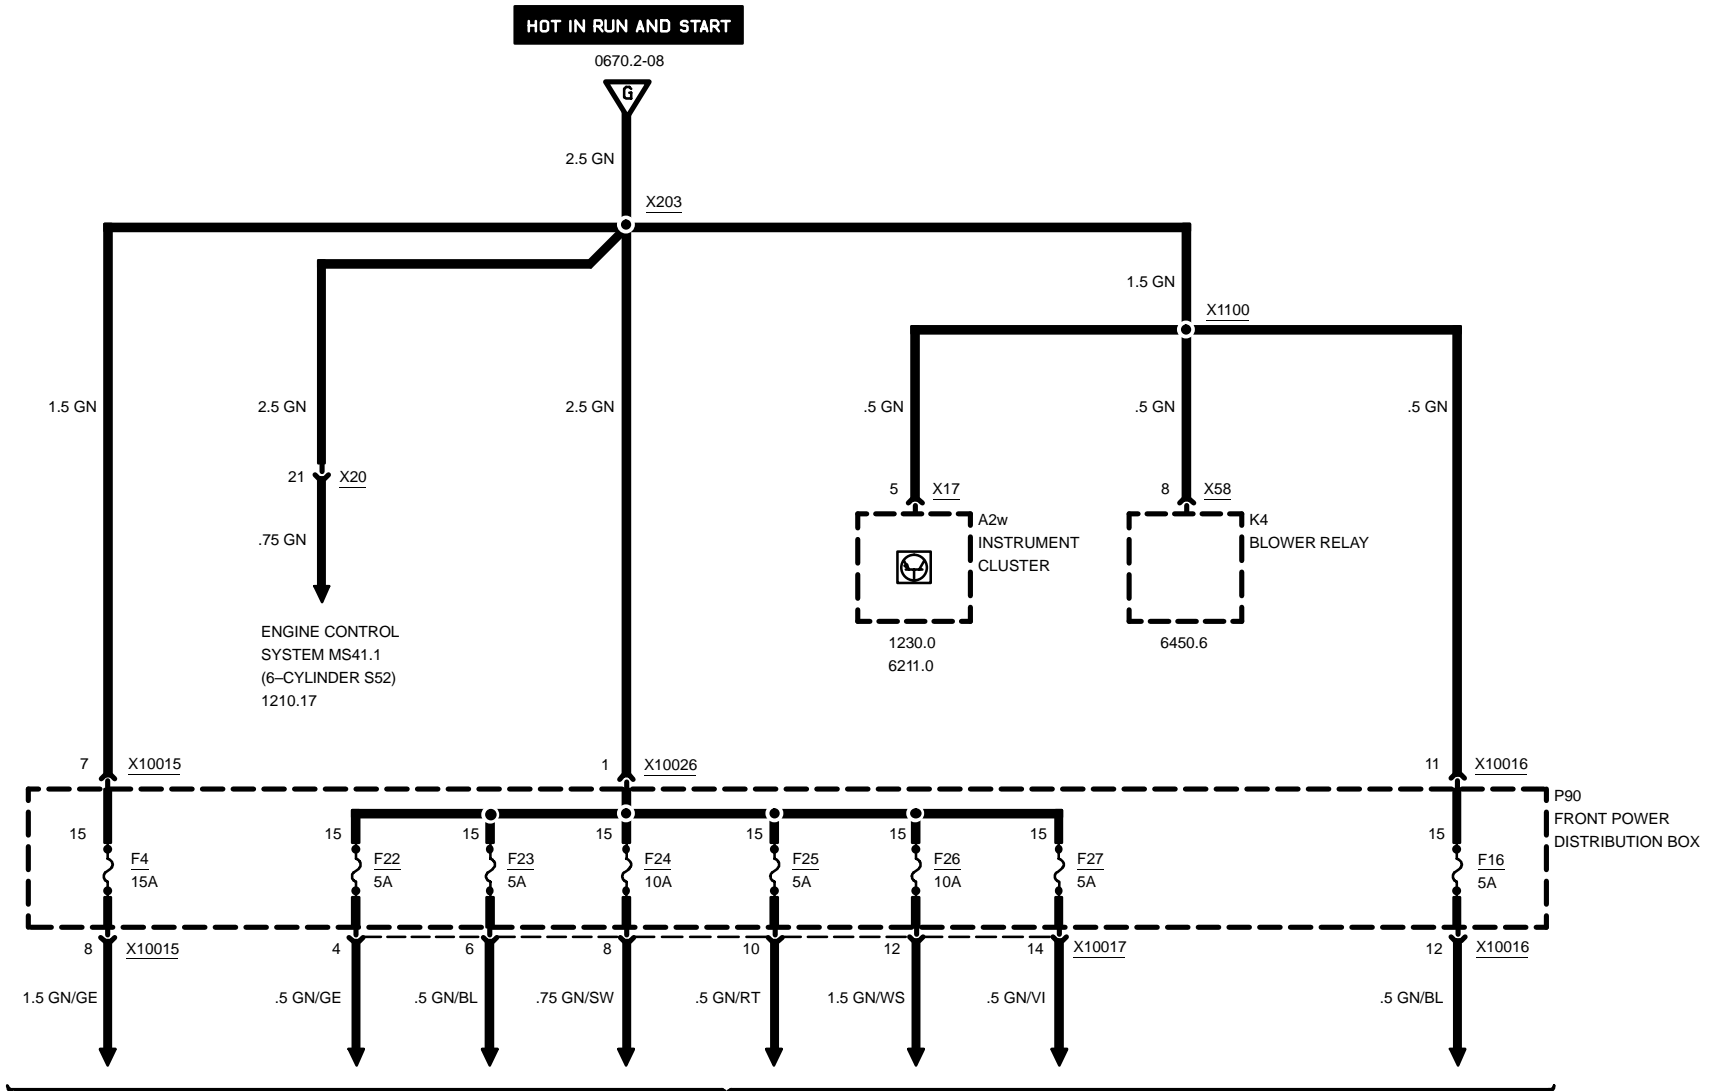 HOT IN RUN AND START
0670.2-08
G
2.5 GN
X203
1.5 GN
X1100
1.5 GN
2.5 GN
2.5 GN
.5 GN
.5 GN
.5 GN
21 X20
5 X17
8 X58
.75 GN
A2w
INSTRUMENT
CLUSTER
K4
BLOWER RELAY
ENGINE CONTROL
SYSTEM MS41.1
(6–CYLINDER S52)
1210.17
1230.0
6211.0
6450.6
7 X10015
1 X10026
11 X10016
P90
FRONT POWER
DISTRIBUTION BOX
15 15 15 15 15 15 15 15
F4 F22 F23 F24 F25 F26 F27 F16
15A 5A 5A 10A 5A 10A 5A 5A
8 X10015 4 6 8 10 12 14 X10017 12 X10016
1.5 GN/GE .5 GN/GE .5 GN/BL .75 GN/SW .5 GN/RT 1.5 GN/WS .5 GN/VI .5 GN/BL